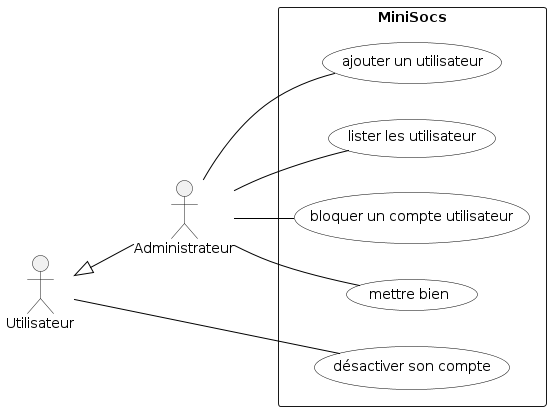 MiniSocs
ajouter un utilisateur
lister les utilisateur
bloquer un compte utilisateur
Administrateur
mettre bien
Utilisateur
désactiver son compte